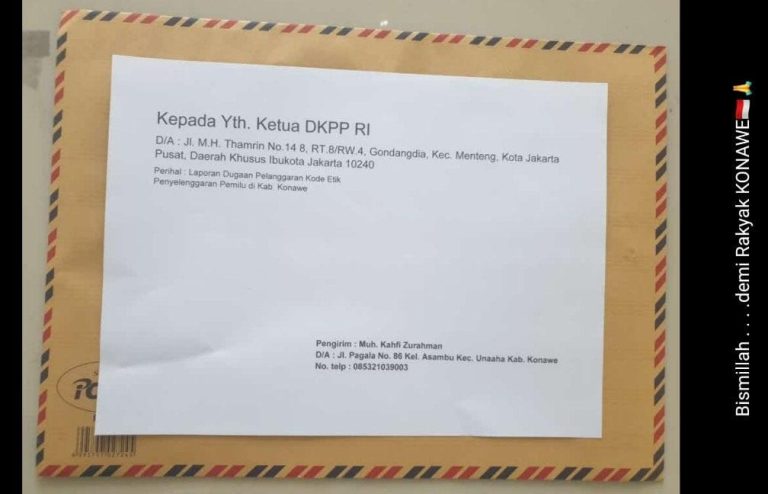 Kepada Yth. Ketua DKPP RI
D/A : Jl. M.H. Thamrin No.14 8, RT.8/RW.4, Gondangdia, Kec. Menteng, Kota Jakarta
Pusat, Daerah Khusus Ibukota Jakarta 10240
Perihal : Laporan Dugaan Pelanggaran Kode Etik
Penyelenggaran Pemilu di Kab. Konawe
Pengirim : Muh. Kahfi Zurahman
D/A : Jl. Pagala No. 86 Kel. Asambu Kec. Unaaha Kab. Konawe
No. telp : 085321039003
Bismillah . . . .demi Rakyak KONAWE🇮🇩🙏